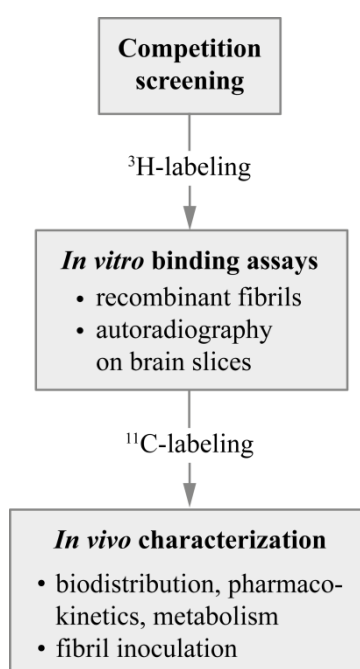 Competition
screening
³H-labeling
In vitro binding assays
• recombinant fibrils
• autoradiography
on brain slices
¹¹C-labeling
In vivo characterization
• biodistribution, pharmaco-
kinetics, metabolism
• fibril inoculation